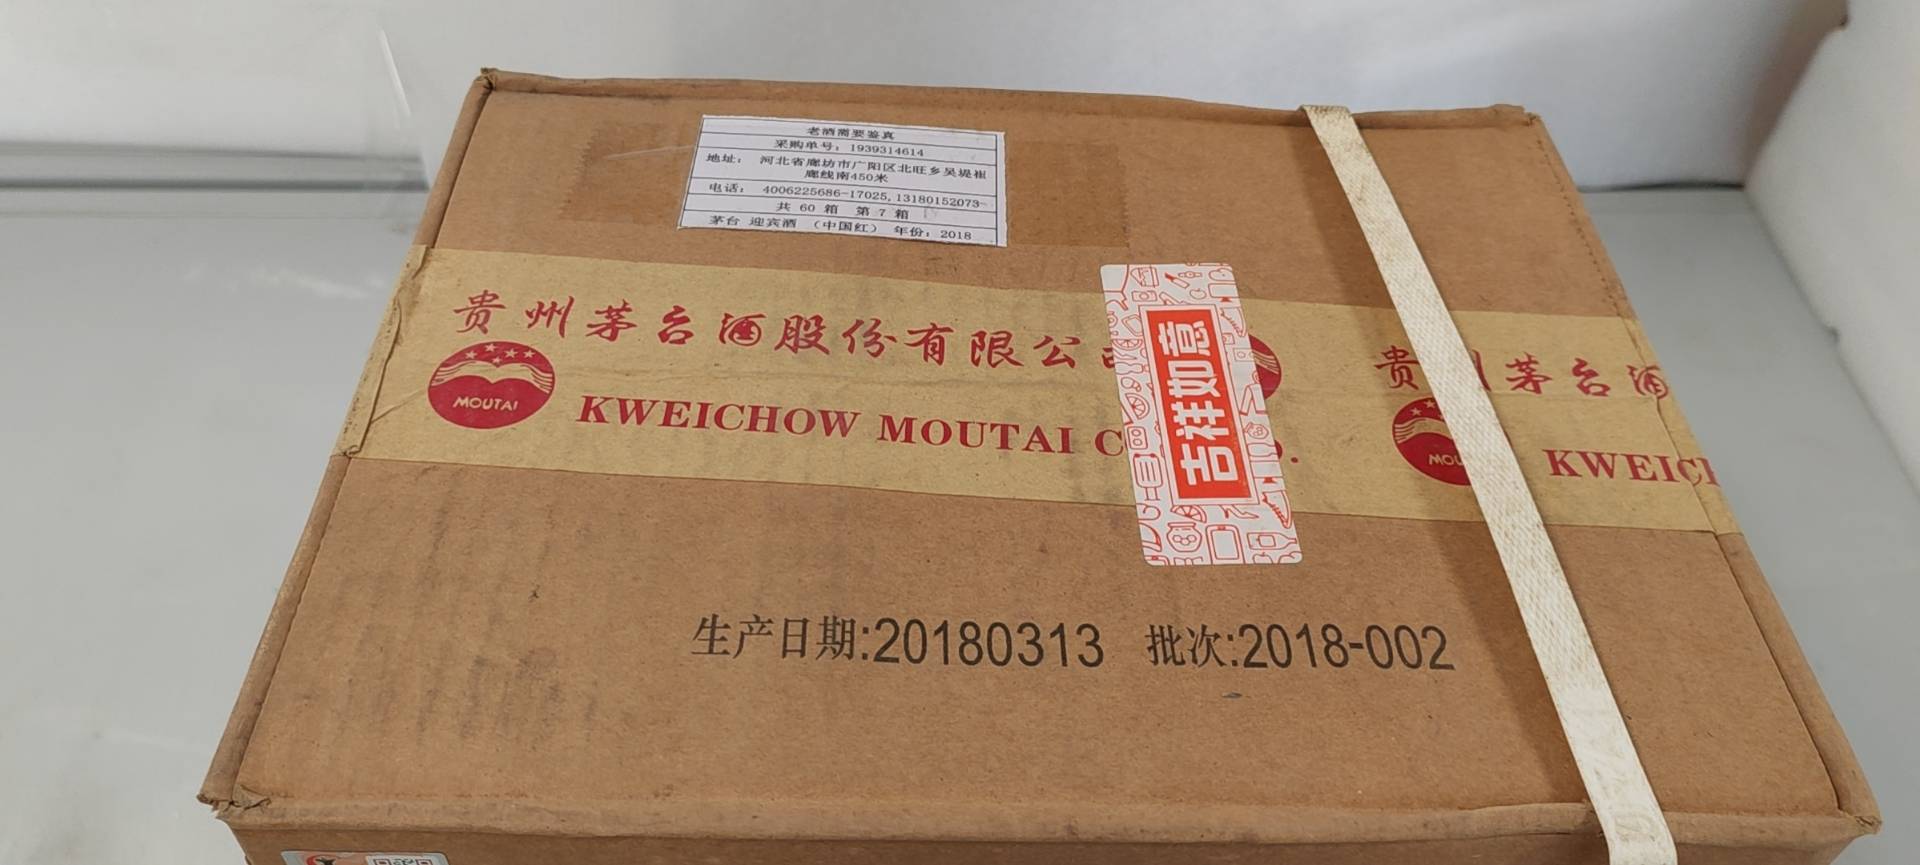 老酒需要鉴真
采购单号：1939314614
地址：河北省廊坊市广阳区北旺乡吴堤崔
廊线南450米
电话：4006225686-17025,13180152073-
共 60 箱 第 7 箱
茅台 迎宾酒 （中国红） 年份：2018
贵州茅台酒股份有限公
MOUTAI
KWEICHOW MOUTAI C
吉祥如意
贵 茅台酒
KWEICH
生产日期:20180313 批次:2018-002